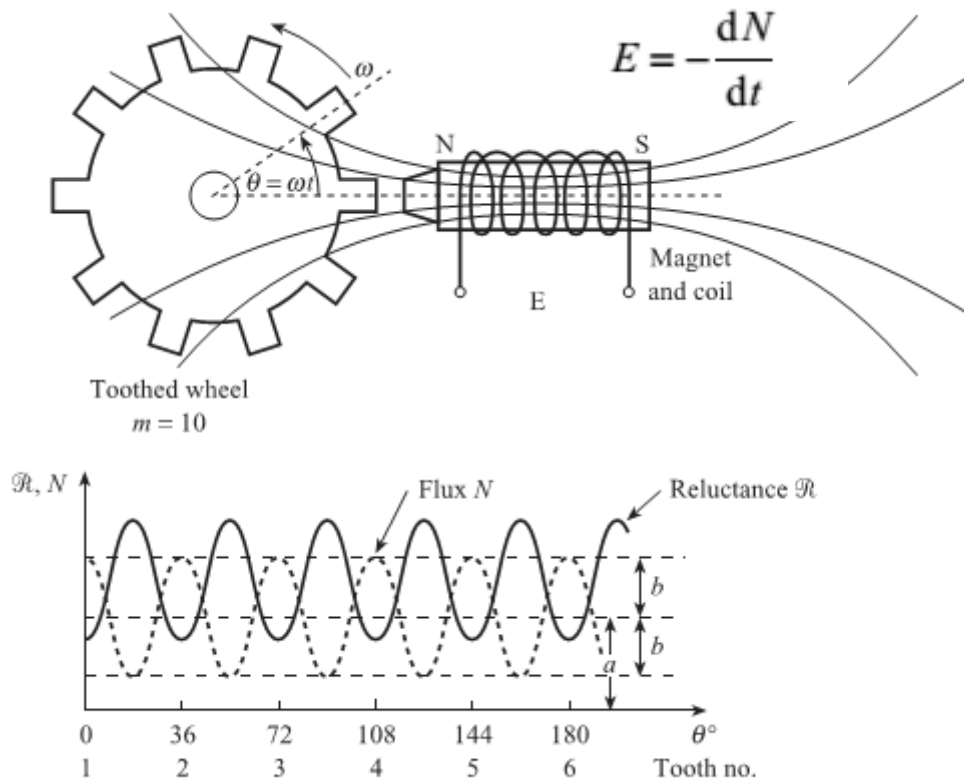 E = -dN/dt
ω
N S
θ = ωt
Magnet
and coil
E
Toothed wheel
m = 10
ℛ, N
Flux N
Reluctance ℛ
b
b
a
0 36 72 108 144 180 θ°
1 2 3 4 5 6 Tooth no.